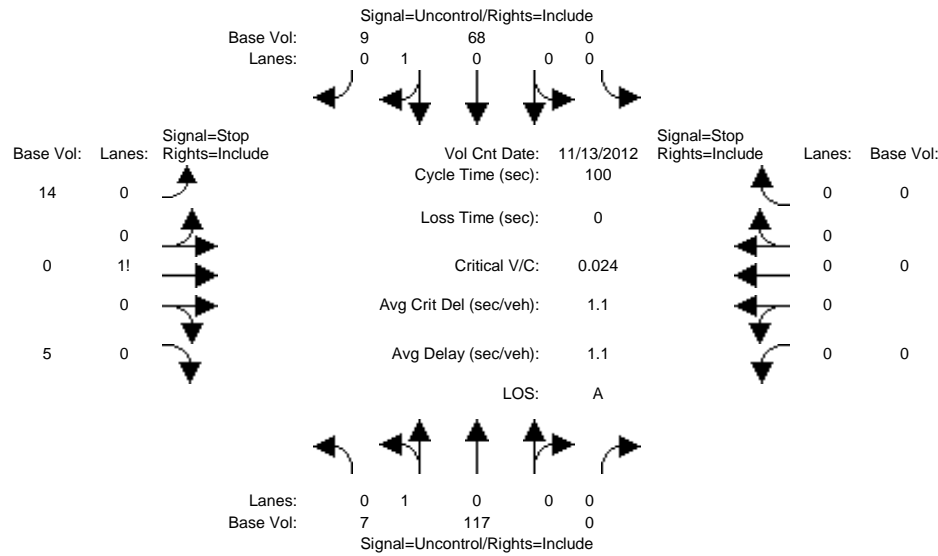 Signal=Uncontrol/Rights=Include
Base Vol: 9 68 0
Lanes: 0 1 0 0 0
Signal=Stop Signal=Stop
Base Vol: Lanes: Rights=Include Vol Cnt Date: 11/13/2012 Rights=Include Lanes: Base Vol:
Cycle Time (sec): 100
14 0 0 0
Loss Time (sec): 0
0 0
0 1! Critical V/C: 0.024 0 0
0 Avg Crit Del (sec/veh): 1.1 0
5 0 Avg Delay (sec/veh): 1.1 0 0
LOS: A
Lanes: 0 1 0 0 0
Base Vol: 7 117 0
Signal=Uncontrol/Rights=Include